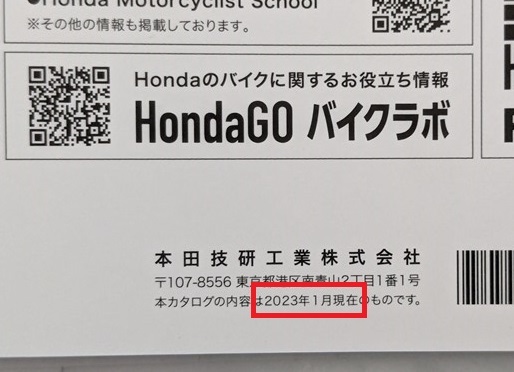 ●Honda Motorcyclist School
※その他の情報も掲載しております。
Hondaのバイクに関するお役立ち情報
HondaGO バイクラボ
本田技研工業株式会社
〒107-8556 東京都港区南青山2丁目1番1号
本カタログの内容は2023年1月現在のものです。